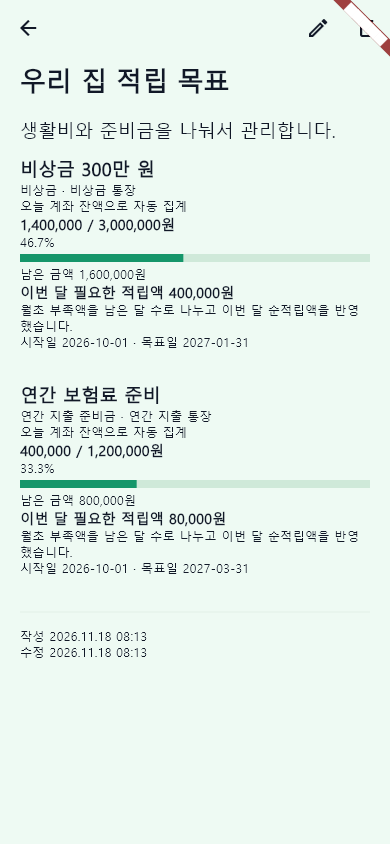 우리 집 적립 목표
생활비와 준비금을 나눠서 관리합니다.
비상금 300만 원
비상금 · 비상금 통장
오늘 계좌 잔액으로 자동 집계
1,400,000 / 3,000,000원
46.7%
남은 금액 1,600,000원
이번 달 필요한 적립액 400,000원
월초 부족액을 남은 달 수로 나누고 이번 달 순적립액을 반영
했습니다.
시작일 2026-10-01 · 목표일 2027-01-31
연간 보험료 준비
연간 지출 준비금 · 연간 지출 통장
오늘 계좌 잔액으로 자동 집계
400,000 / 1,200,000원
33.3%
남은 금액 800,000원
이번 달 필요한 적립액 80,000원
월초 부족액을 남은 달 수로 나누고 이번 달 순적립액을 반영
했습니다.
시작일 2026-10-01 · 목표일 2027-03-31
작성 2026.11.18 08:13
수정 2026.11.18 08:13